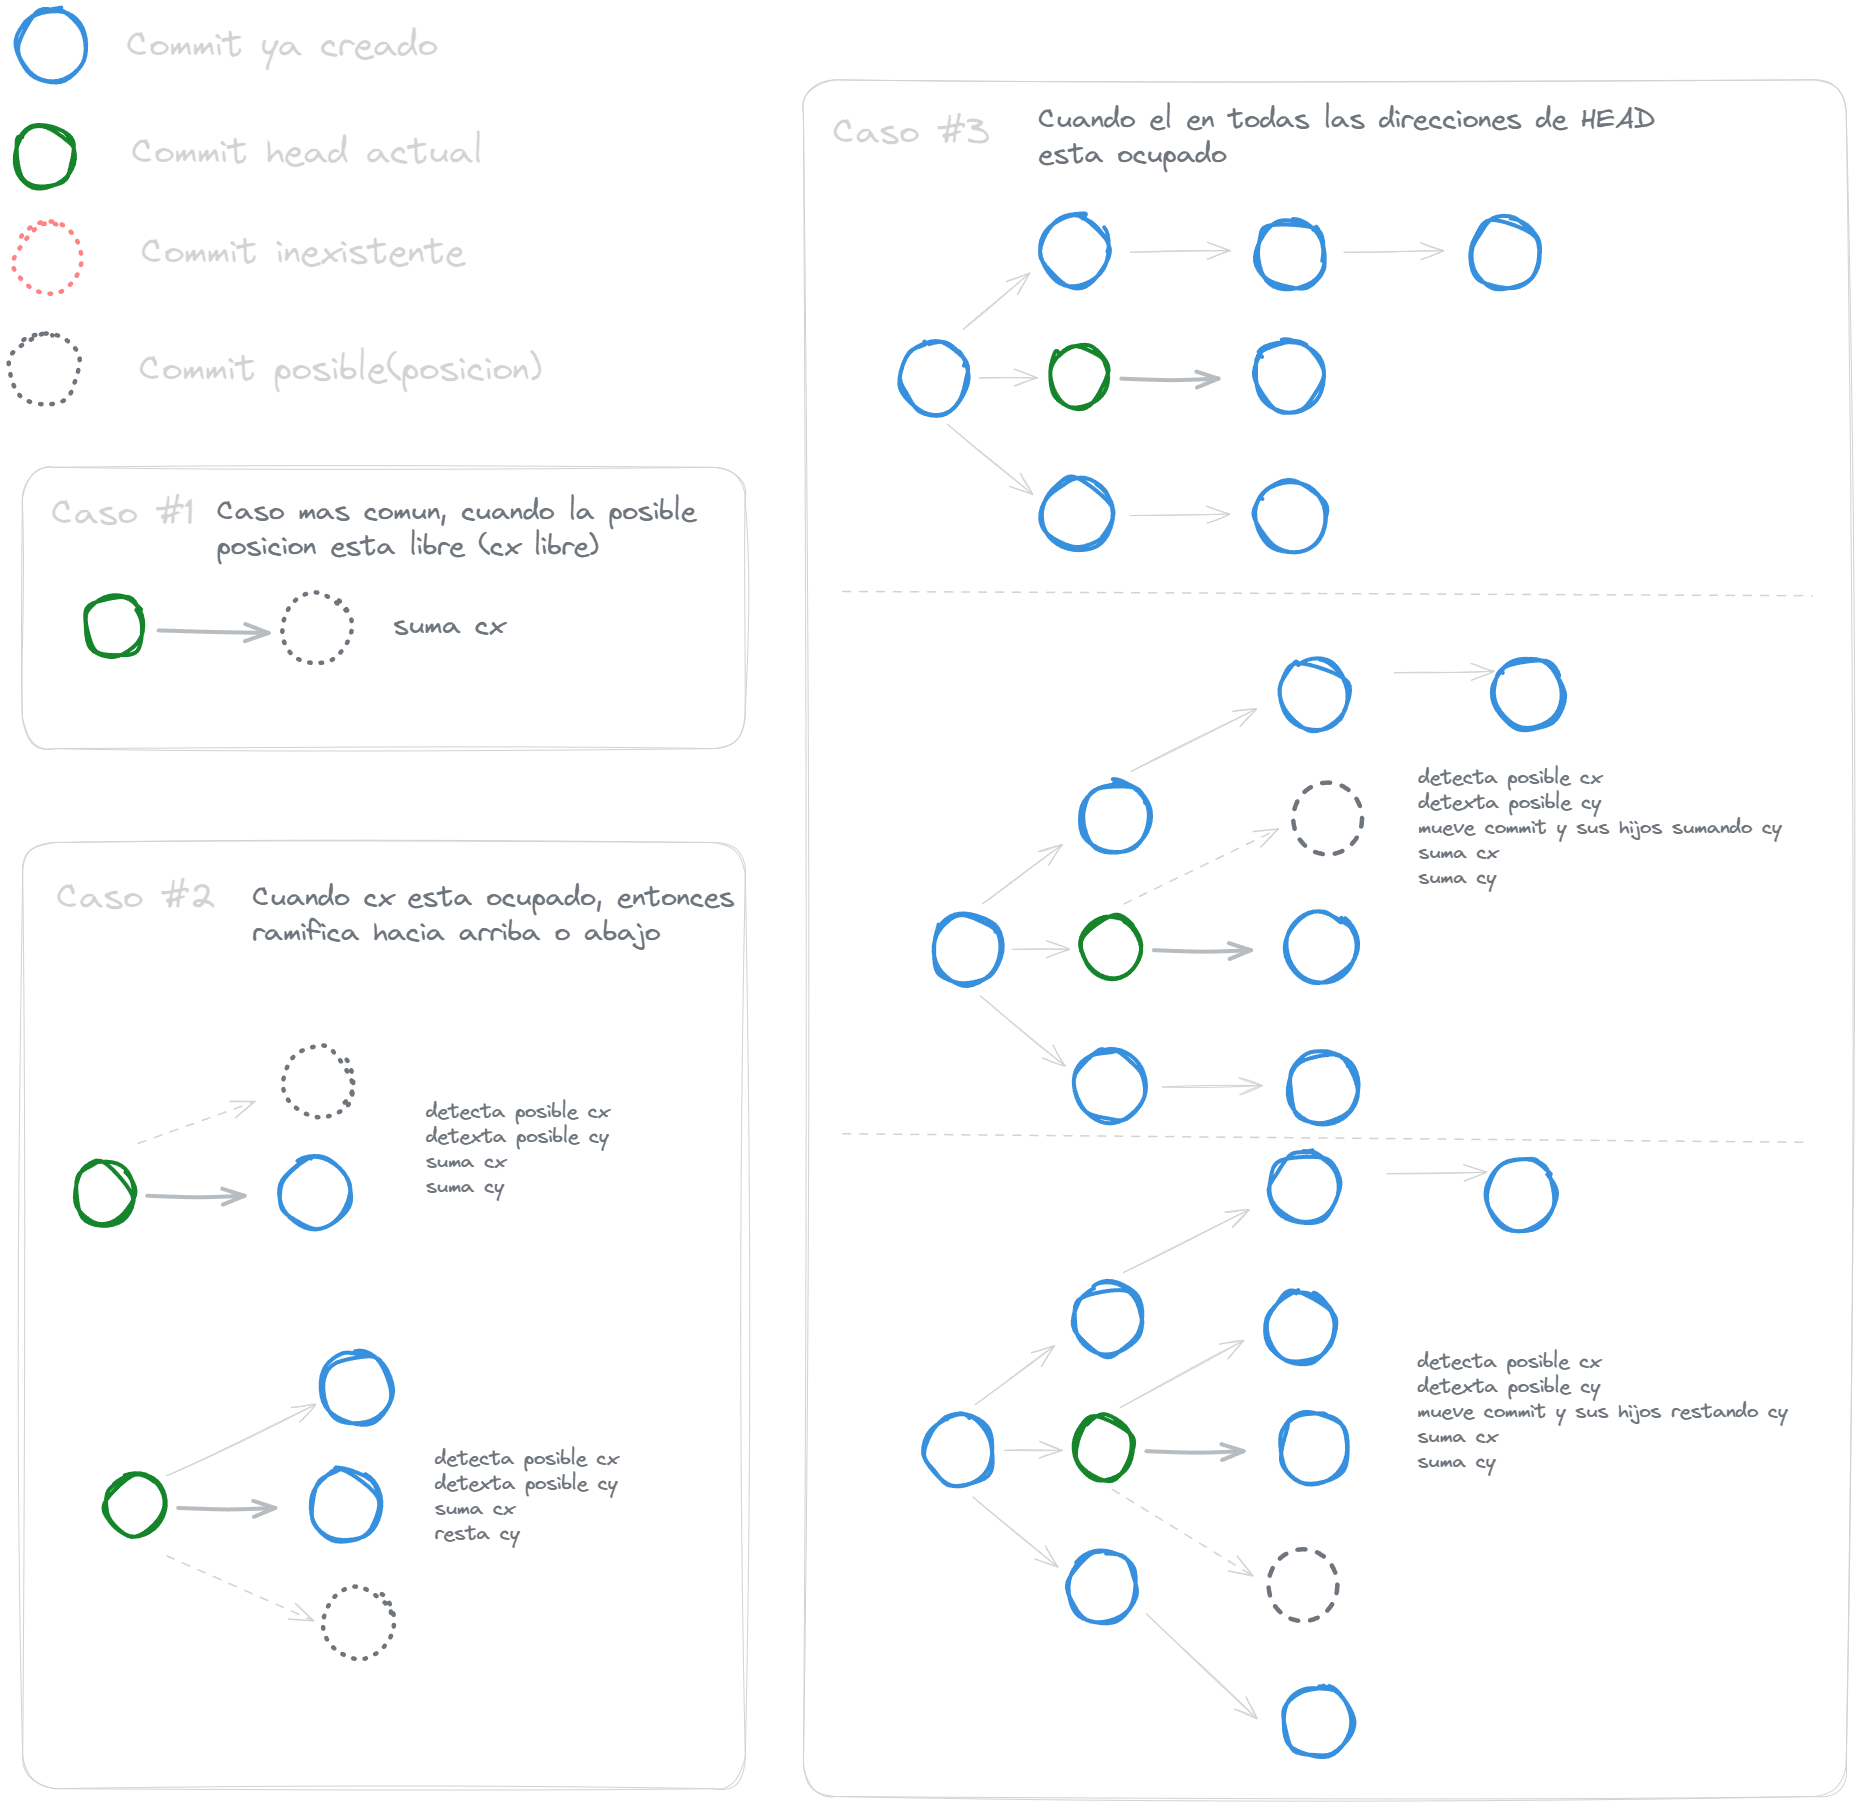 Commit ya creado
Commit head actual
Commit inexistente
Commit posible(posicion)
Caso #1
Caso mas comun, cuando la posible
posicion esta libre (cx libre)
suma cx
Caso #2
Cuando cx esta ocupado, entonces
ramifica hacia arriba o abajo
detecta posible cx
detexta posible cy
suma cx
suma cy
detecta posible cx
detexta posible cy
suma cx
resta cy
Caso #3
Cuando el en todas las direcciones de HEAD
esta ocupado
detecta posible cx
detexta posible cy
mueve commit y sus hijos sumando cy
suma cx
suma cy
detecta posible cx
detexta posible cy
mueve commit y sus hijos restando cy
suma cx
suma cy